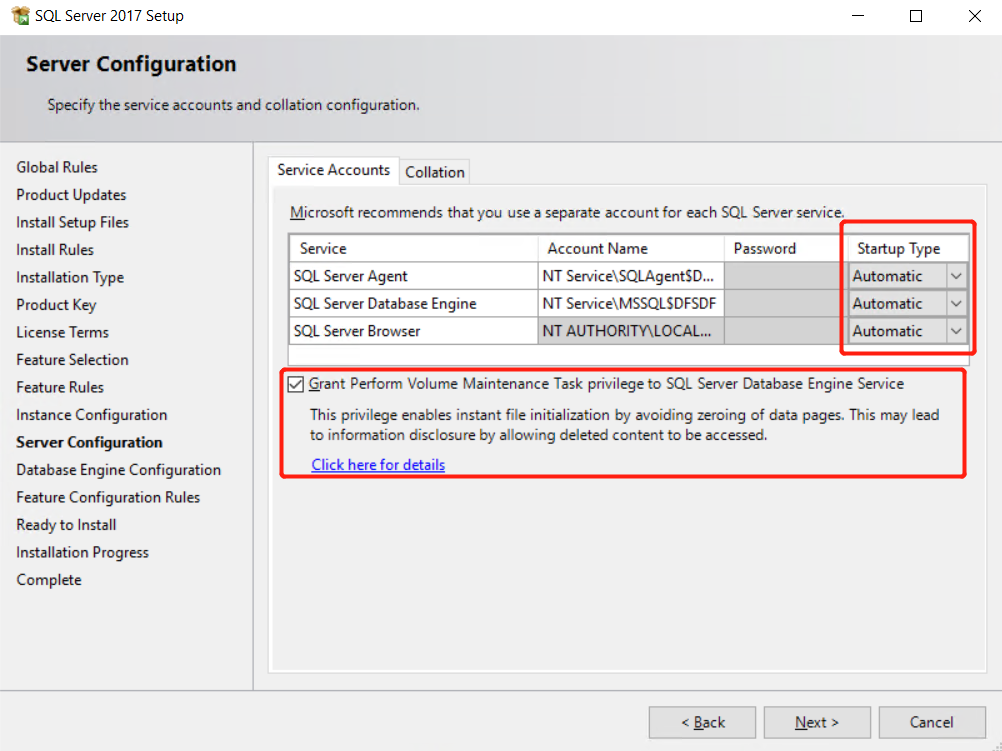 SQL Server 2017 Setup
Server Configuration
Specify the service accounts and collation configuration.
Global Rules
Product Updates
Install Setup Files
Install Rules
Installation Type
Product Key
License Terms
Feature Selection
Feature Rules
Instance Configuration
Server Configuration
Database Engine Configuration
Feature Configuration Rules
Ready to Install
Installation Progress
Complete
Service Accounts Collation
Microsoft recommends that you use a separate account for each SQL Server service.
Service Account Name Password Startup Type
SQL Server Agent NT Service\SQLAgent$D... Automatic
SQL Server Database Engine NT Service\MSSQL$DFSDF Automatic
SQL Server Browser NT AUTHORITY\LOCAL... Automatic
Grant Perform Volume Maintenance Task privilege to SQL Server Database Engine Service
This privilege enables instant file initialization by avoiding zeroing of data pages. This may lead
to information disclosure by allowing deleted content to be accessed.
Click here for details
< Back Next > Cancel